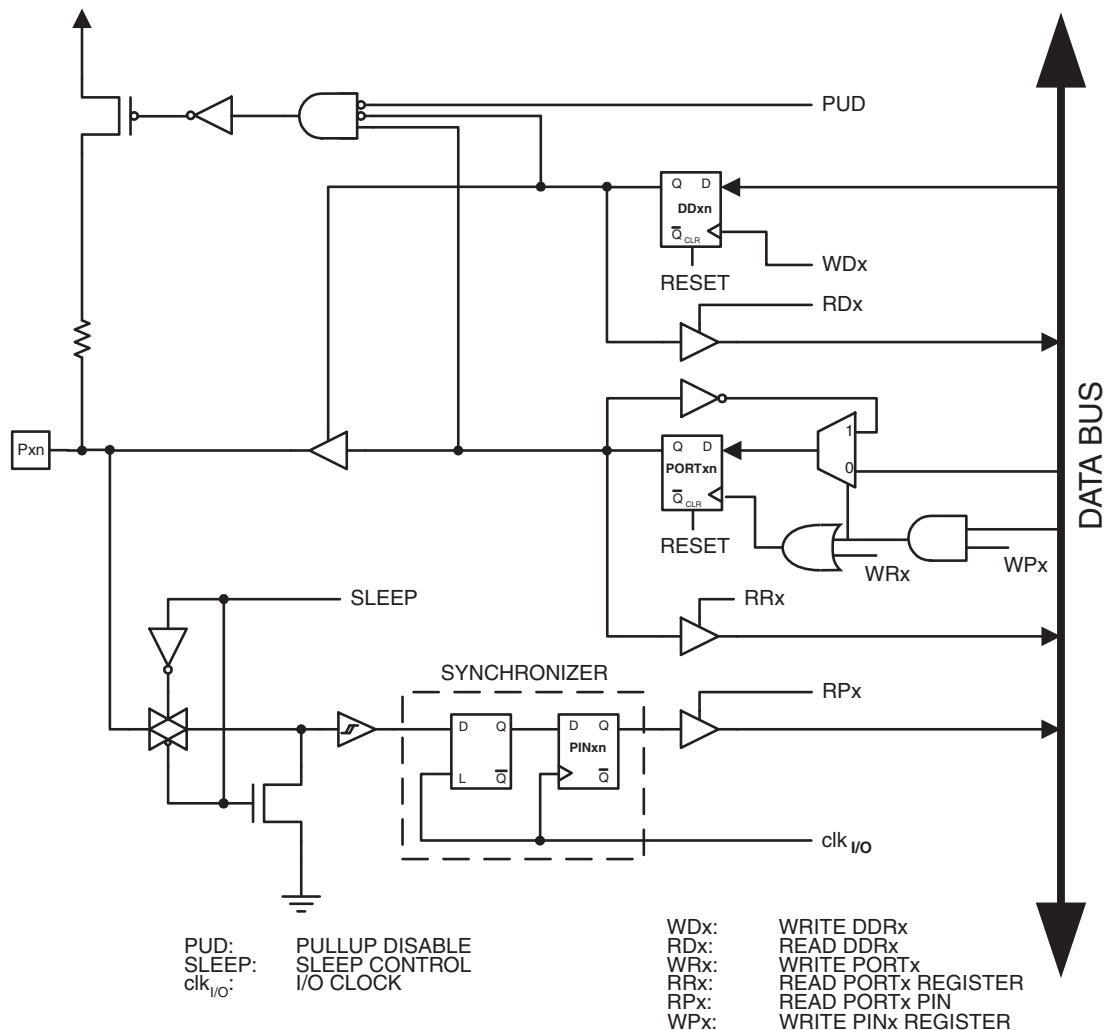 PUD
Q D
DDxn
Q CLR
WDx
RESET
RDx
Pxn
1
Q D
PORTxn
0
Q CLR
RESET
WRx
WPx
DATA BUS
SLEEP
RRx
SYNCHRONIZER
RPx
D Q
D Q
PINxn
L Q
Q
clk I/O
PUD: PULLUP DISABLE
SLEEP: SLEEP CONTROL
clkI/O: I/O CLOCK
WDx: WRITE DDRx
RDx: READ DDRx
WRx: WRITE PORTx
RRx: READ PORTx REGISTER
RPx: READ PORTx PIN
WPx: WRITE PINx REGISTER